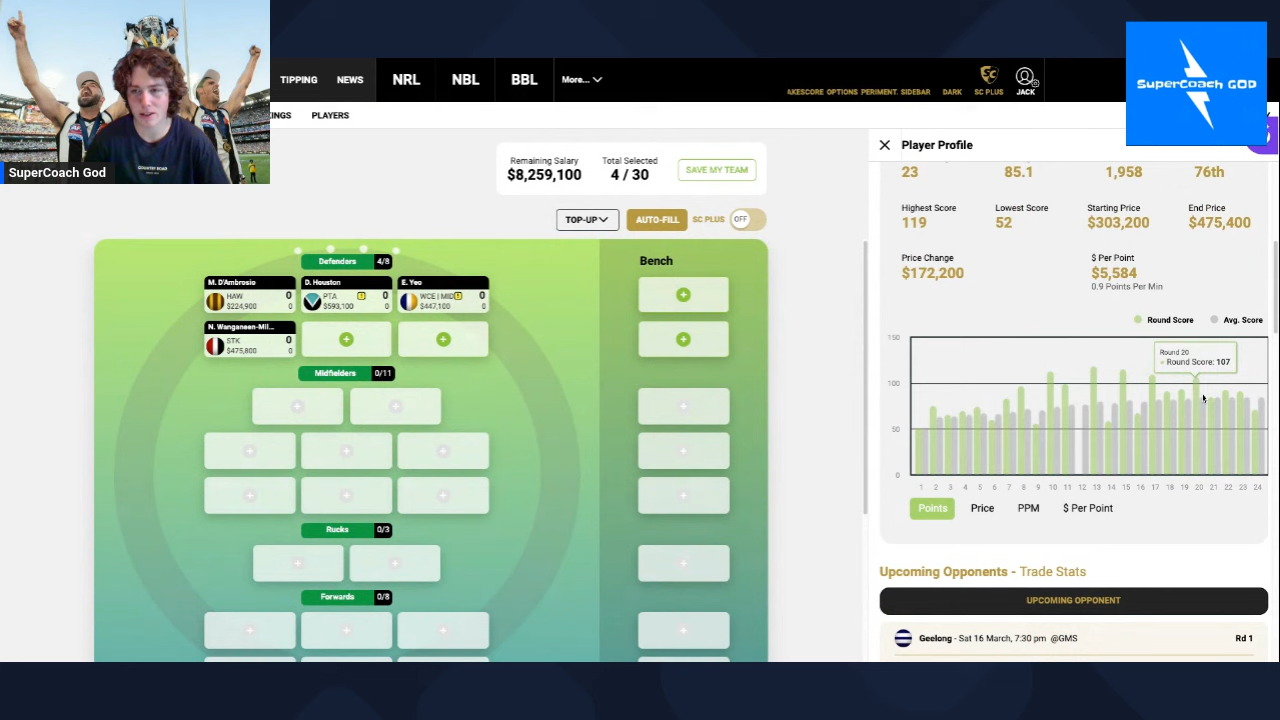 SuperCoach God
TIPPING NEWS NRL NBL BBL More...
AKESCORE OPTIONS PERIMENT. SIDEBAR DARK SC PLUS JACK
SuperCoach GOD
INGS PLAYERS
Remaining Salary Total Selected
$8,259,100 4 / 30 SAVE MY TEAM
TOP-UP AUTO-FILL SC PLUS OFF
Defenders 4/8 Bench
M. D'Ambrosio D. Houston E. Yeo
HAW 0 PTA 0 WCE | MID 0
$224,900 0 $593,100 0 $447,100 0
N. Wanganeen-Mil...
STK 0
$475,800 0
Midfielders 0/11
Rucks 0/3
Forwards 0/8
Player Profile
23 85.1 1,958 76th
Highest Score Lowest Score Starting Price End Price
119 52 $303,200 $475,400
Price Change $ Per Point
$172,200 $5,584
0.9 Points Per Min
Round Score Avg. Score
150
Round 20
Round Score: 107
100
50
0
1 2 3 4 5 6 7 8 9 10 11 12 13 14 15 16 17 18 19 20 21 22 23 24
Points Price PPM $ Per Point
Upcoming Opponents - Trade Stats
UPCOMING OPPONENT
Geelong - Sat 16 March, 7:30 pm @GMS Rd 1